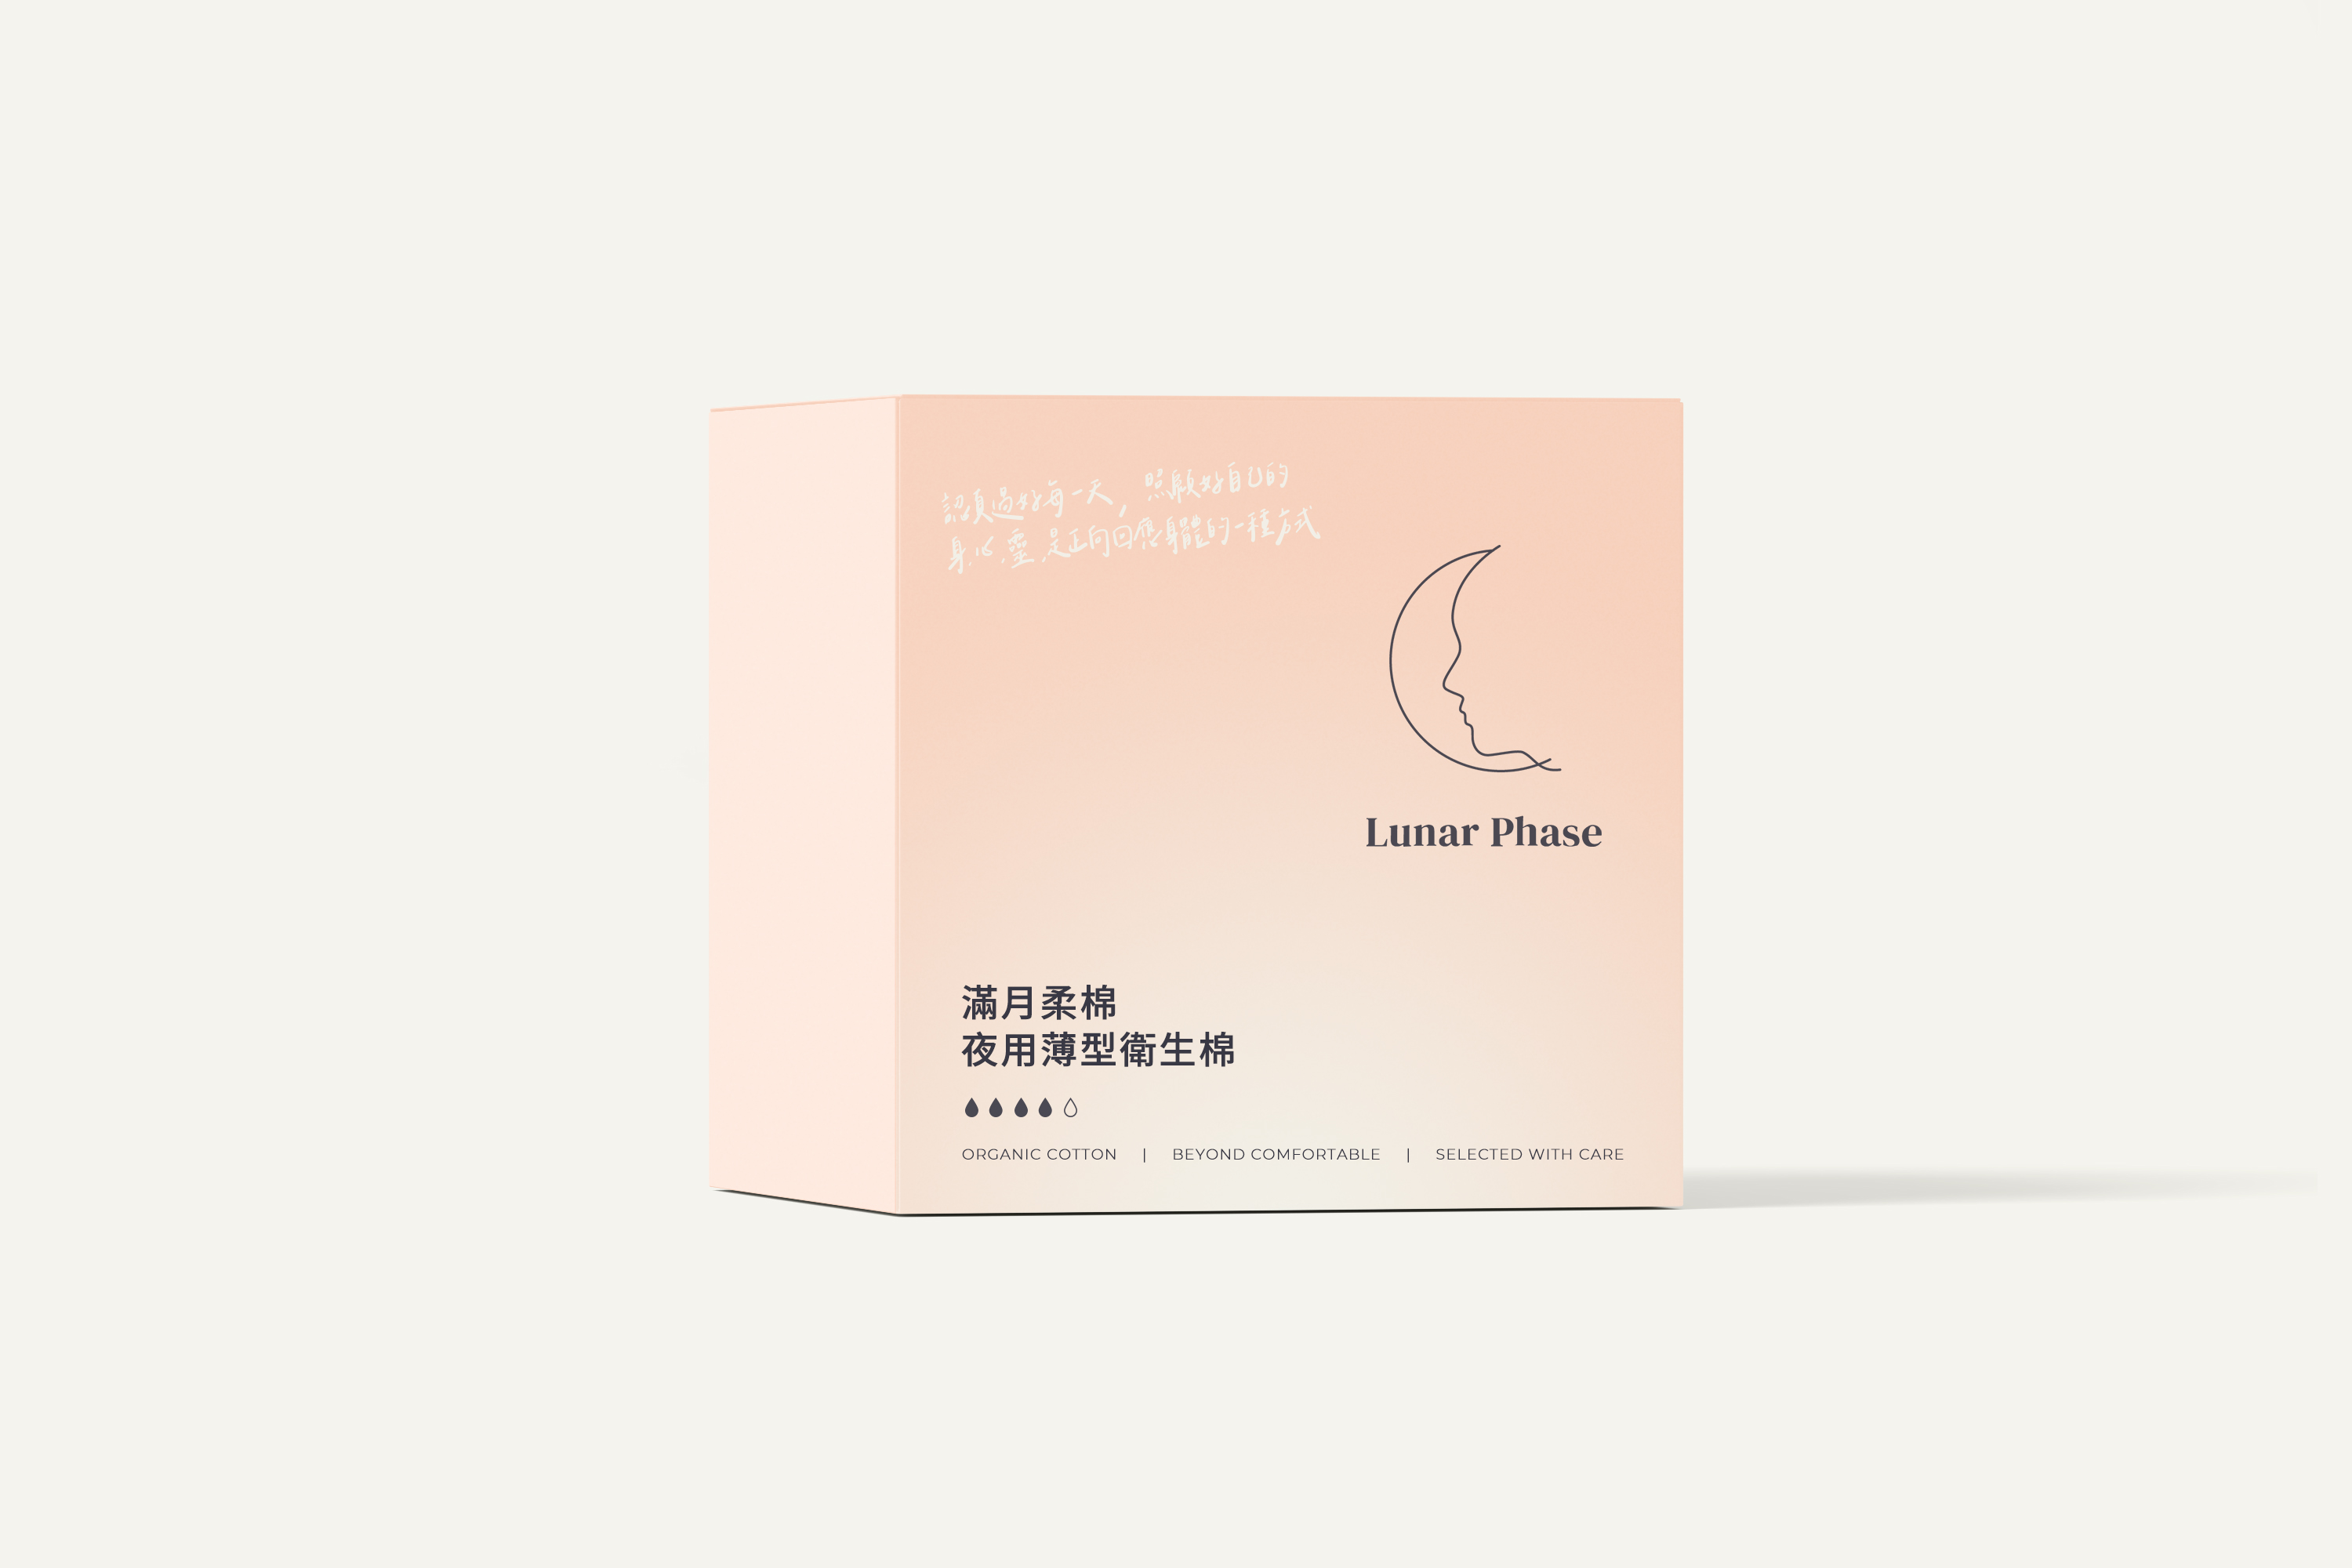 認真過好每一天，照顧好自己的
身、心、靈，是正向回應身體的一種方式
Lunar Phase
滿月柔棉
夜用薄型衛生棉
ORGANIC COTTON | BEYOND COMFORTABLE | SELECTED WITH CARE